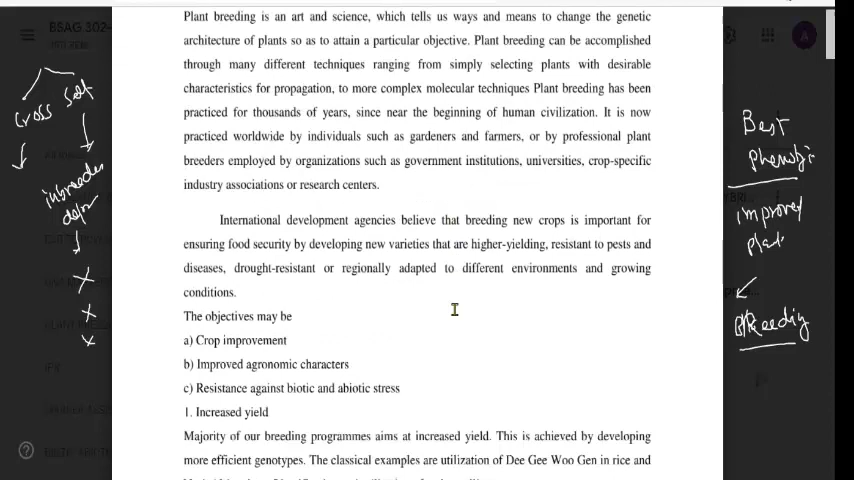 BSAG 302-
Plant breeding is an art and science, which tells us ways and means to change the genetic
architecture of plants so as to attain a particular objective. Plant breeding can be accomplished
through many different techniques ranging from simply selecting plants with desirable
characteristics for propagation, to more complex molecular techniques Plant breeding has been
practiced for thousands of years, since near the beginning of human civilization. It is now
practiced worldwide by individuals such as gardeners and farmers, or by professional plant
breeders employed by organizations such as government institutions, universities, crop-specific
industry associations or research centers.
International development agencies believe that breeding new crops is important for
ensuring food security by developing new varieties that are higher-yielding, resistant to pests and
diseases, drought-resistant or regionally adapted to different environments and growing
conditions.
The objectives may be
a) Crop improvement
b) Improved agronomic characters
c) Resistance against biotic and abiotic stress
1. Increased yield
Majority of our breeding programmes aims at increased yield. This is achieved by developing
more efficient genotypes. The classical examples are utilization of Dee Gee Woo Gen in rice and
Cross Self
A
Best
improved
Breeding